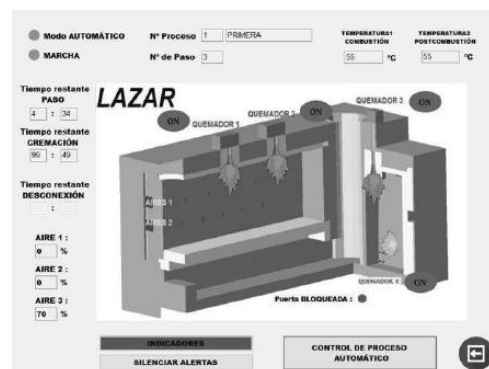 Modo AUTOMÁTICO
MARCHA
Nº Proceso 1 PRIMERA
Nº de Paso 3
TEMPERATURA1
COMBUSTIÓN
55 ºC
TEMPERATURA2
POSTCOMBUSTIÓN
55 ºC
Tiempo restante
PASO
4 : 34
Tiempo restante
CREMACIÓN
99 : 49
Tiempo restante
DESCONEXIÓN
:
AIRE 1 :
0 %
AIRE 2 :
0 %
AIRE 3 :
70 %
LAZAR
ON
QUEMADOR 1
QUEMADOR 2
ON
QUEMADOR 3
ON
AIRES 1
AIRES 2
QUEMADOR 4
ON
Puerta BLOQUEADA :
INDICADORES
SILENCIAR ALERTAS
CONTROL DE PROCESO
AUTOMÁTICO